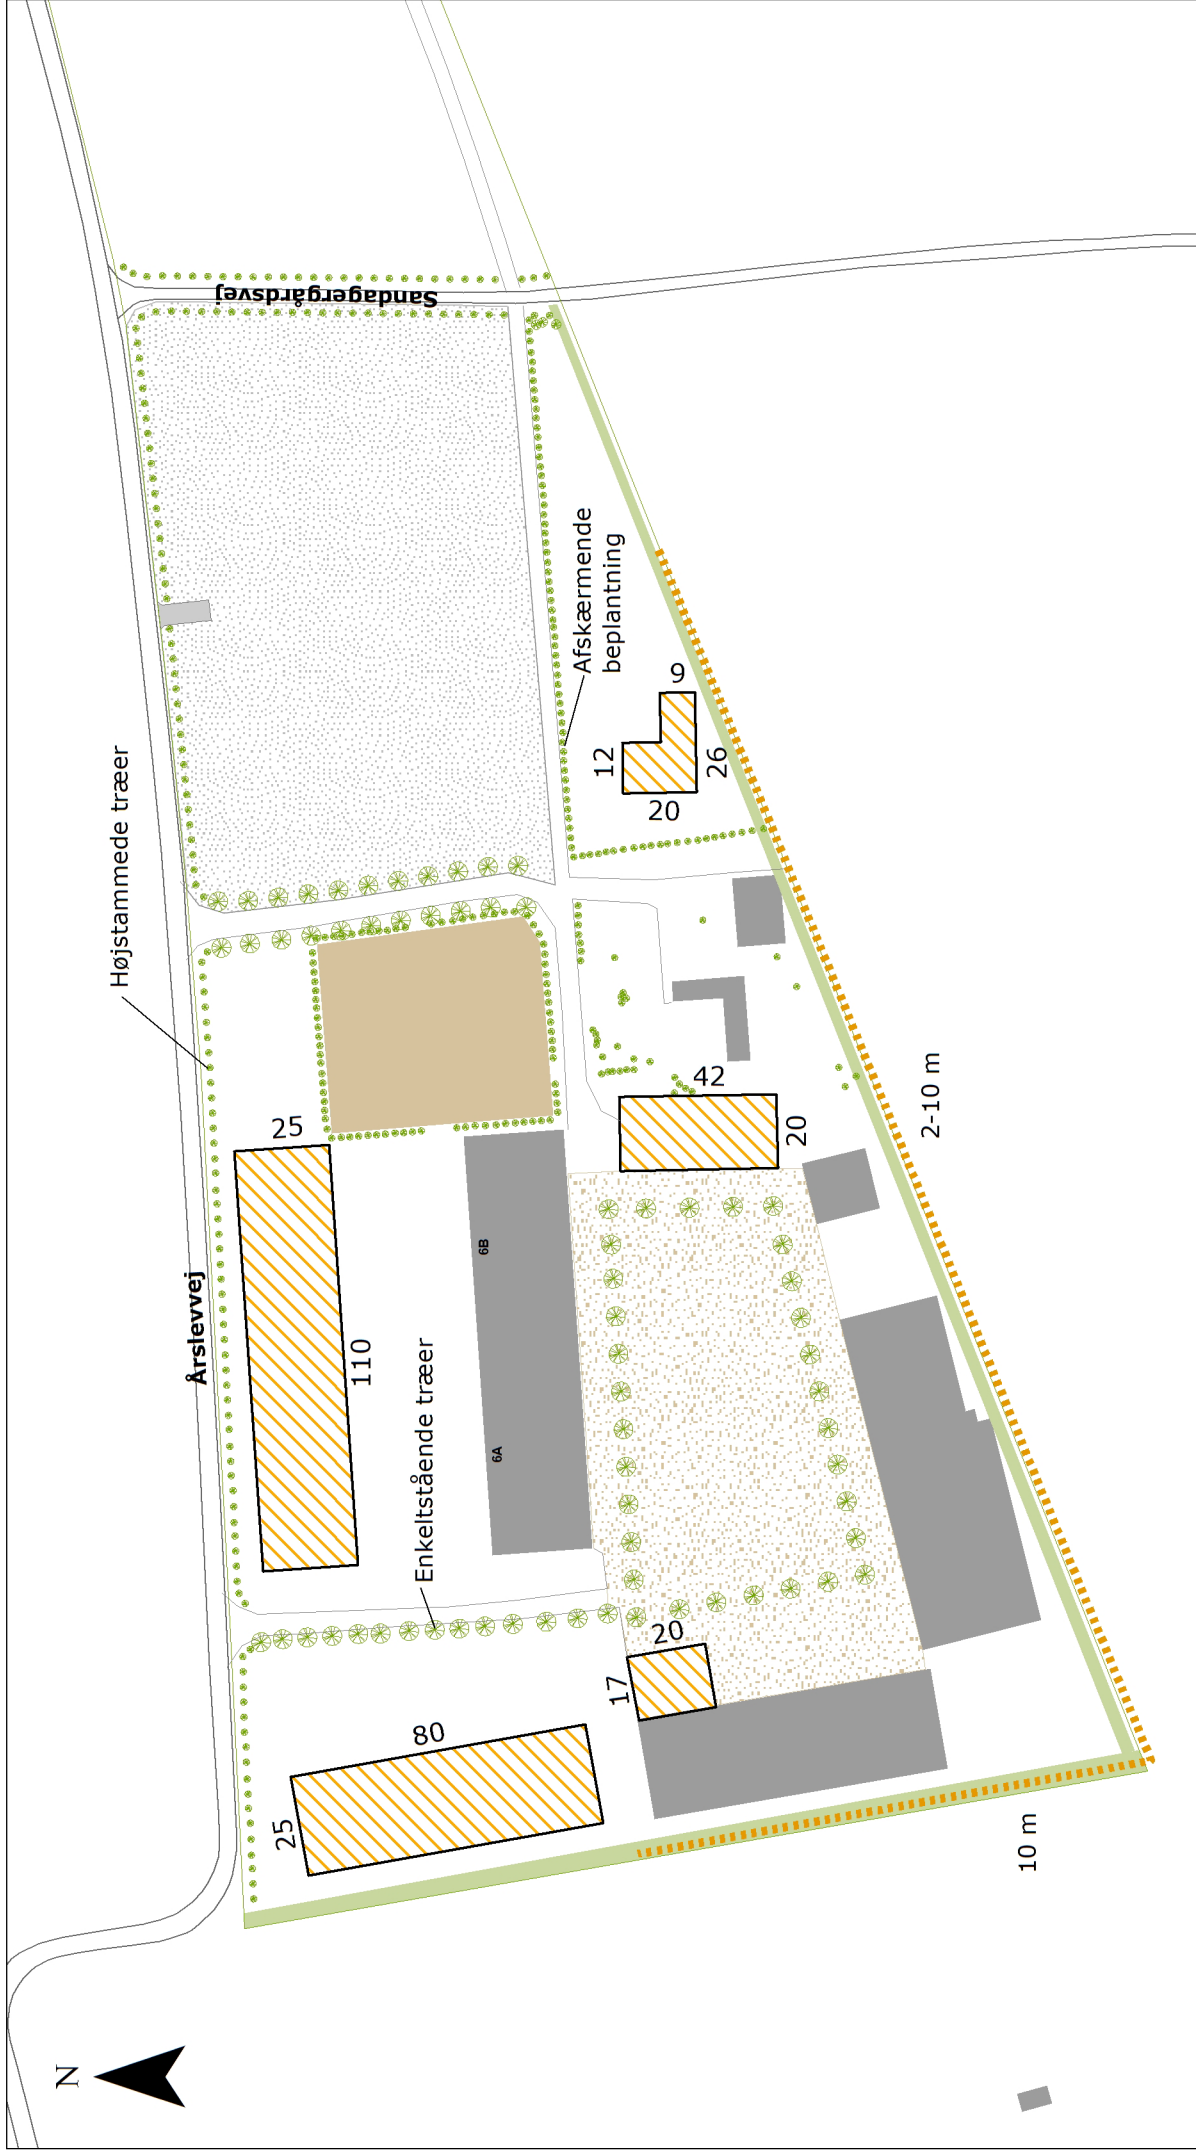 N
Årslevvej
Højstammede træer
Sandagergårdsvej
Afskærmende
beplantning
Enkeltstående træer
25
80
25
110
17
20
6A
6B
42
20
12
20
26
9
10 m
2-10 m